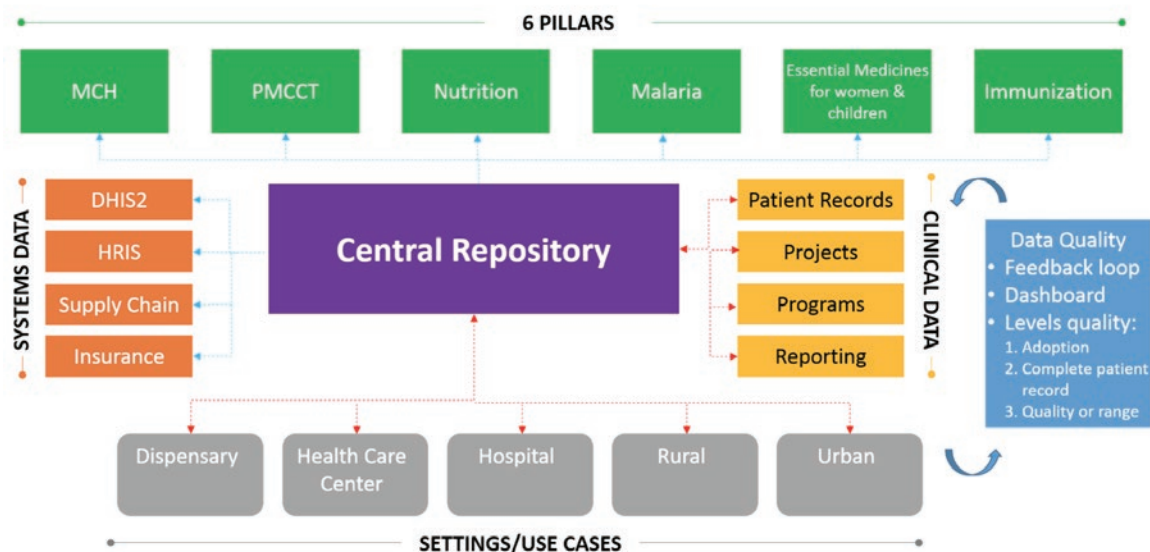 6 PILLARS
MCH
PMCCT
Nutrition
Malaria
Essential Medicines
for women &
children
Immunization
SYSTEMS DATA
DHIS2
HRIS
Supply Chain
Insurance
Central Repository
Patient Records
Projects
Programs
Reporting
CLINICAL DATA
Data Quality
• Feedback loop
• Dashboard
• Levels quality:
1. Adoption
2. Complete patient
record
3. Quality or range
Dispensary
Health Care
Center
Hospital
Rural
Urban
SETTINGS/USE CASES